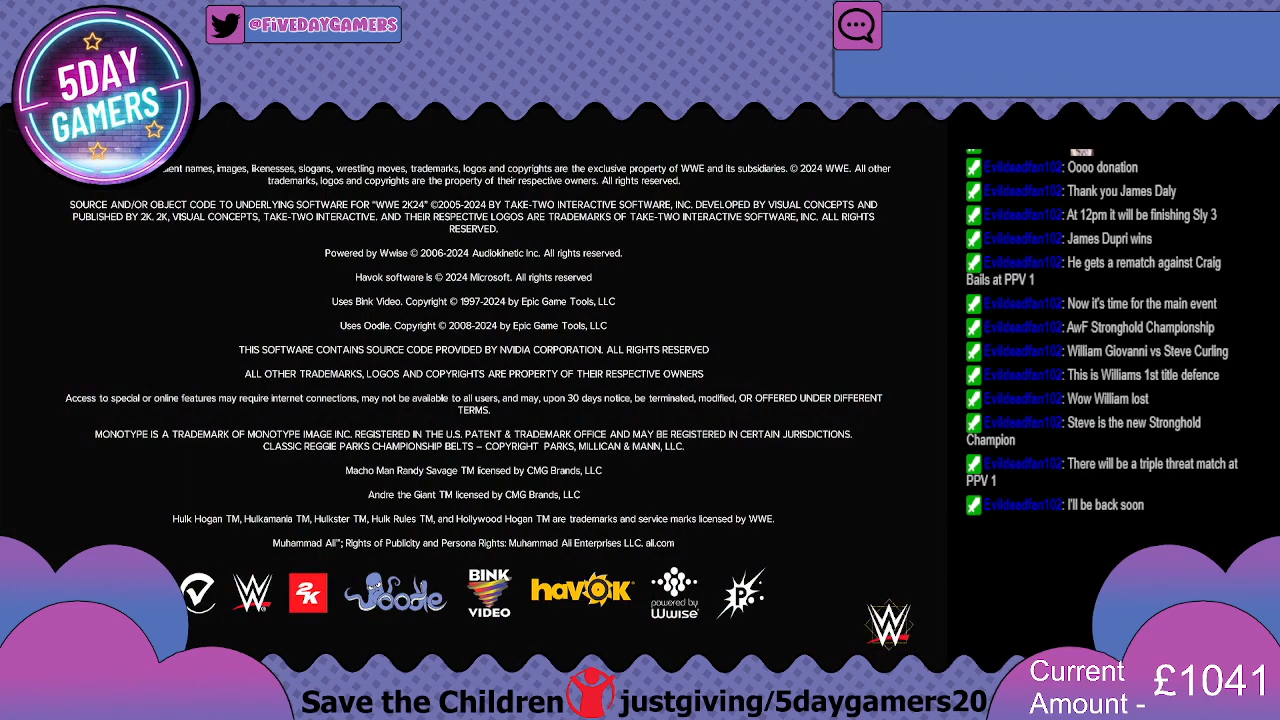 5DAY
GAMERS
@FiVEDAYGAMERS
names, images, likenesses, slogans, wrestling moves, trademarks, logos and copyrights are the exclusive property of WWE and its subsidiaries. © 2024 WWE. All other
trademarks, logos and copyrights are the property of their respective owners. All rights reserved.
SOURCE AND/OR OBJECT CODE TO UNDERLYING SOFTWARE FOR "WWE 2K24" ©2005-2024 BY TAKE-TWO INTERACTIVE SOFTWARE, INC. DEVELOPED BY VISUAL CONCEPTS AND
PUBLISHED BY 2K. 2K, VISUAL CONCEPTS, TAKE-TWO INTERACTIVE. AND THEIR RESPECTIVE LOGOS ARE TRADEMARKS OF TAKE-TWO INTERACTIVE SOFTWARE, INC. ALL RIGHTS
RESERVED.
Powered by Wwise © 2006-2024 Audiokinetic Inc. All rights reserved.
Havok software is © 2024 Microsoft. All rights reserved
Uses Bink Video. Copyright © 1997-2024 by Epic Game Tools, LLC
Uses Oodle. Copyright © 2008-2024 by Epic Game Tools, LLC
THIS SOFTWARE CONTAINS SOURCE CODE PROVIDED BY NVIDIA CORPORATION. ALL RIGHTS RESERVED
ALL OTHER TRADEMARKS, LOGOS AND COPYRIGHTS ARE PROPERTY OF THEIR RESPECTIVE OWNERS
Access to special or online features may require internet connections, may not be available to all users, and may, upon 30 days notice, be terminated, modified, OR OFFERED UNDER DIFFERENT
TERMS.
MONOTYPE IS A TRADEMARK OF MONOTYPE IMAGE INC. REGISTERED IN THE U.S. PATENT & TRADEMARK OFFICE AND MAY BE REGISTERED IN CERTAIN JURISDICTIONS.
CLASSIC REGGIE PARKS CHAMPIONSHIP BELTS – COPYRIGHT PARKS, MILLICAN & MANN, LLC.
Macho Man Randy Savage TM licensed by CMG Brands, LLC
Andre the Giant TM licensed by CMG Brands, LLC
Hulk Hogan TM, Hulkamania TM, Hulkster TM, Hulk Rules TM, and Hollywood Hogan TM are trademarks and service marks licensed by WWE.
Muhammad Ali™; Rights of Publicity and Persona Rights: Muhammad Ali Enterprises LLC. ali.com
W 2K oodle BINK VIDEO havok powered by Wwise P
W
Evildeadfan102: Oooo donation
Evildeadfan102: Thank you James Daly
Evildeadfan102: At 12pm it will be finishing Sly 3
Evildeadfan102: James Dupri wins
Evildeadfan102: He gets a rematch against Craig
Bails at PPV 1
Evildeadfan102: Now it's time for the main event
Evildeadfan102: AwF Stronghold Championship
Evildeadfan102: William Giovanni vs Steve Curling
Evildeadfan102: This is Williams 1st title defence
Evildeadfan102: Wow William lost
Evildeadfan102: Steve is the new Stronghold
Champion
Evildeadfan102: There will be a triple threat match at
PPV 1
Evildeadfan102: I'll be back soon
Save the Children justgiving/5daygamers20
Current
Amount - £1041